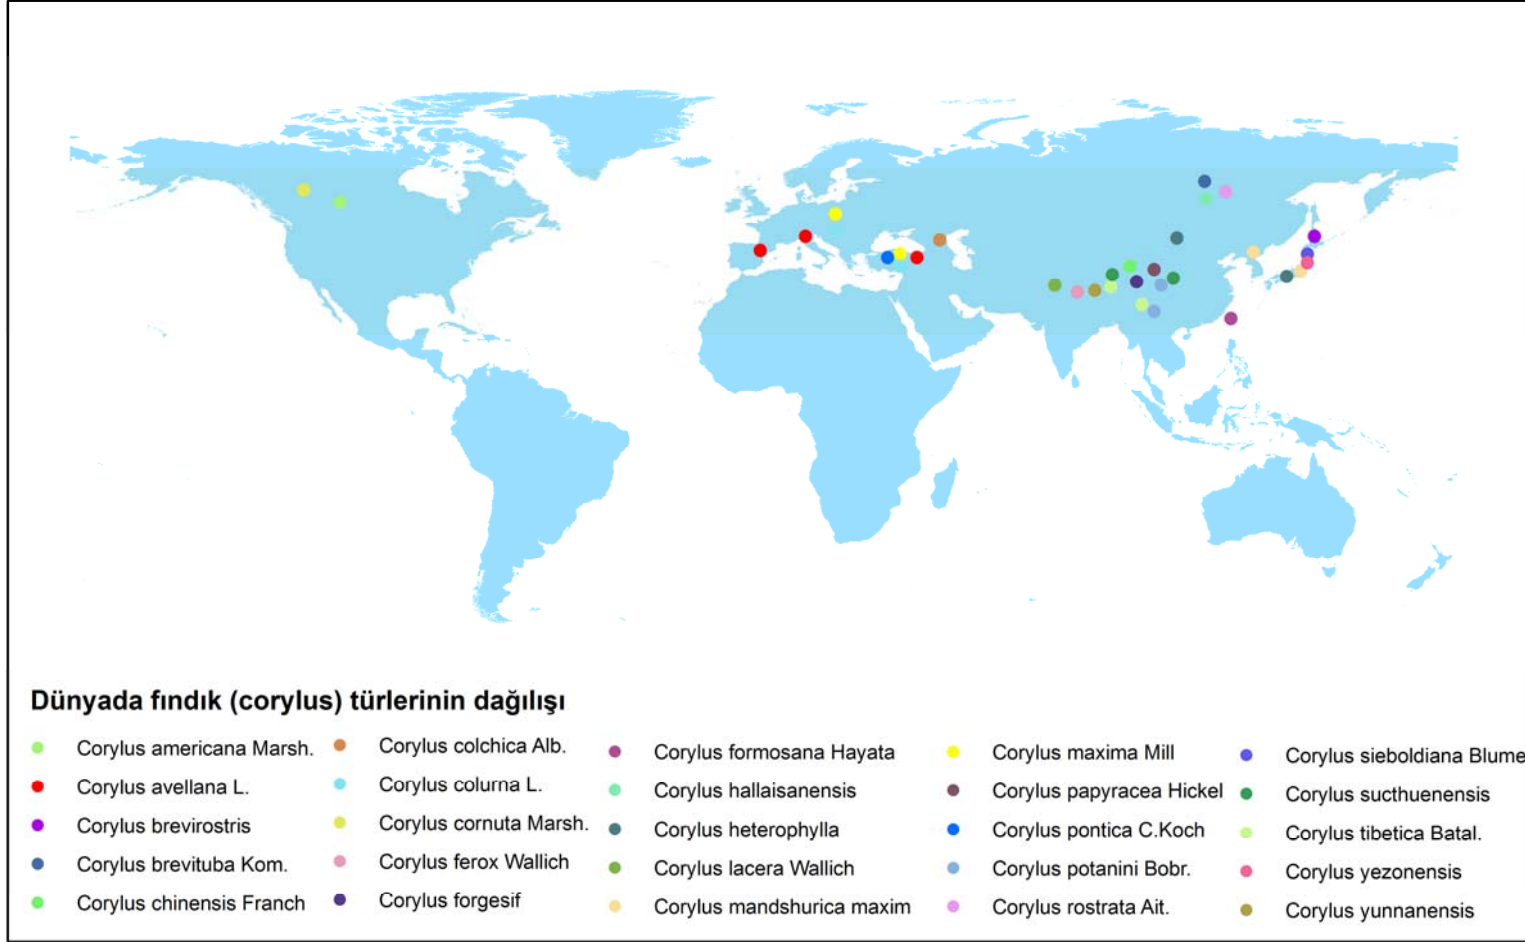 Dünyada fındık (corylus) türlerinin dağılışı
Corylus americana Marsh.
Corylus avellana L.
Corylus brevirostris
Corylus brevituba Kom.
Corylus chinensis Franch
Corylus colchica Alb.
Corylus colurna L.
Corylus cornuta Marsh.
Corylus ferox Wallich
Corylus forgesif
Corylus formosana Hayata
Corylus hallaisanensis
Corylus heterophylla
Corylus lacera Wallich
Corylus mandshurica maxim
Corylus maxima Mill
Corylus papyracea Hickel
Corylus pontica C.Koch
Corylus potanini Bobr.
Corylus rostrata Ait.
Corylus sieboldiana Blume
Corylus sucthuenensis
Corylus tibetica Batal.
Corylus yezonensis
Corylus yunnanensis